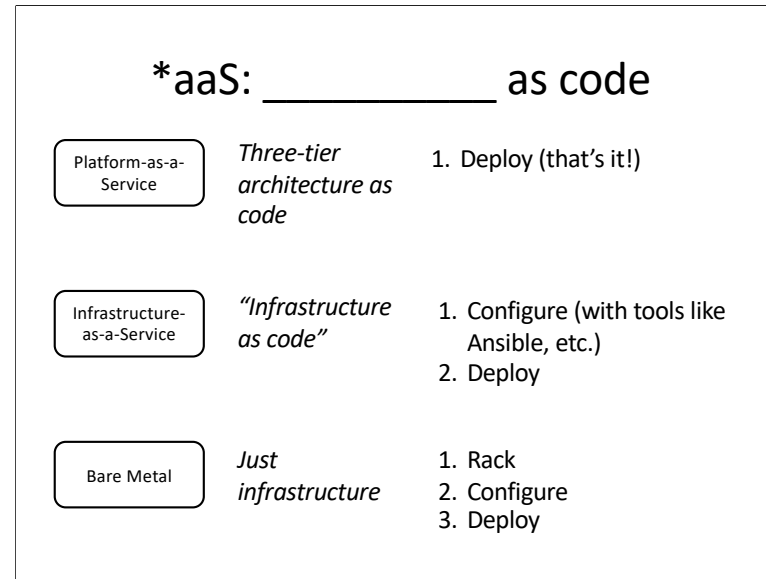 *aaS: __________ as code
Platform-as-a-
Service
Three-tier
architecture as
code
1. Deploy (that’s it!)
Infrastructure-
as-a-Service
“Infrastructure
as code”
1. Configure (with tools like
Ansible, etc.)
2. Deploy
Bare Metal
Just
infrastructure
1. Rack
2. Configure
3. Deploy